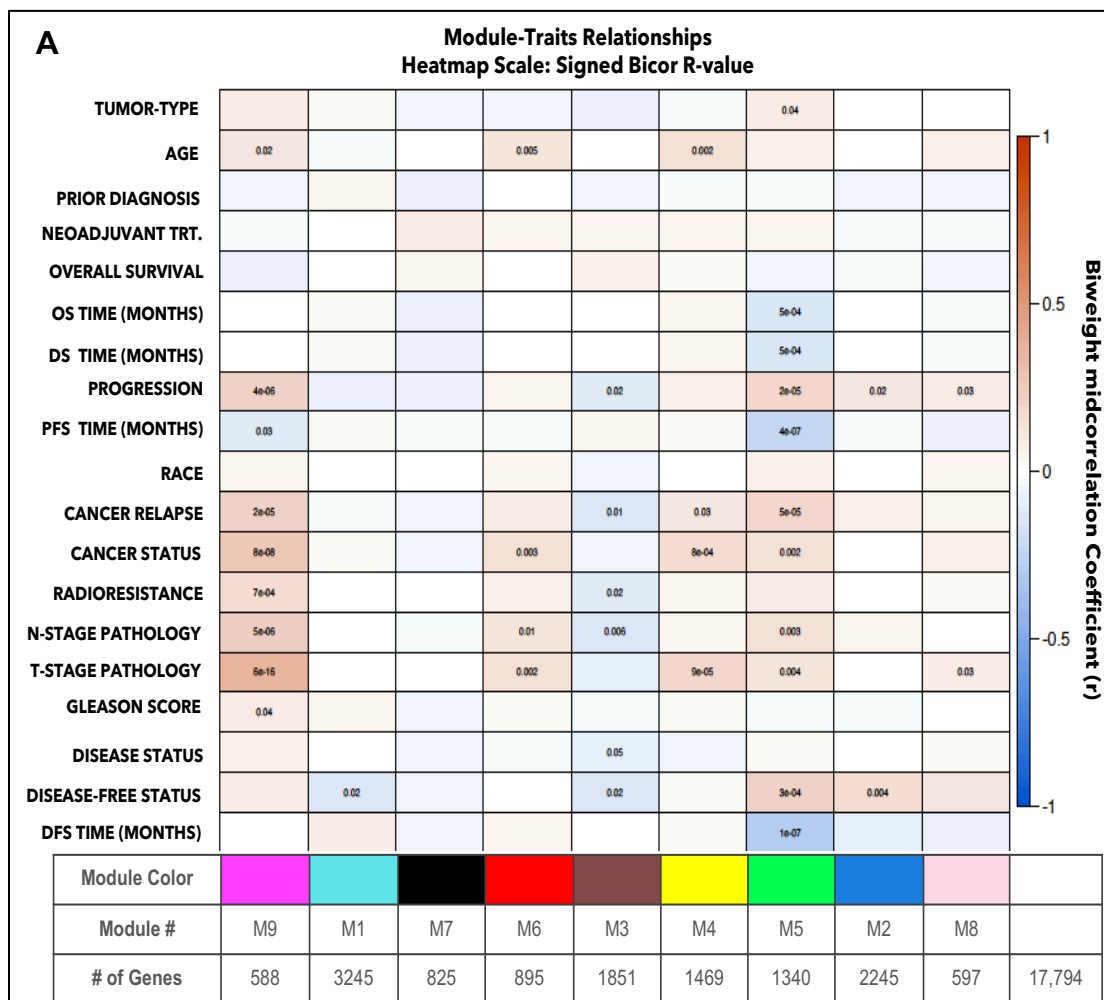 A
Module-Traits Relationships
Heatmap Scale: Signed Bicor R-value
TUMOR-TYPE 0.04
AGE 0.02 0.005 0.002
PRIOR DIAGNOSIS
NEOADJUVANT TRT.
OVERALL SURVIVAL
OS TIME (MONTHS) 5e-04
DS TIME (MONTHS) 5e-04
PROGRESSION 4e-06 0.02 2e-05 0.02 0.03
PFS TIME (MONTHS) 0.03 4e-07
RACE
CANCER RELAPSE 2e-05 0.01 0.03 5e-05
CANCER STATUS 8e-08 0.003 8e-04 0.002
RADIORESISTANCE 7e-04 0.02
N-STAGE PATHOLOGY 5e-06 0.01 0.006 0.003
T-STAGE PATHOLOGY 6e-16 0.002 9e-05 0.004 0.03
GLEASON SCORE 0.04
DISEASE STATUS 0.05
DISEASE-FREE STATUS 0.02 0.02 3e-04 0.004
DFS TIME (MONTHS) 1e-07
1
0.5
0
-0.5
-1
Biweight midcorrelation Coefficient (r)
Module Color
Module # M9 M1 M7 M6 M3 M4 M5 M2 M8
# of Genes 588 3245 825 895 1851 1469 1340 2245 597 17,794